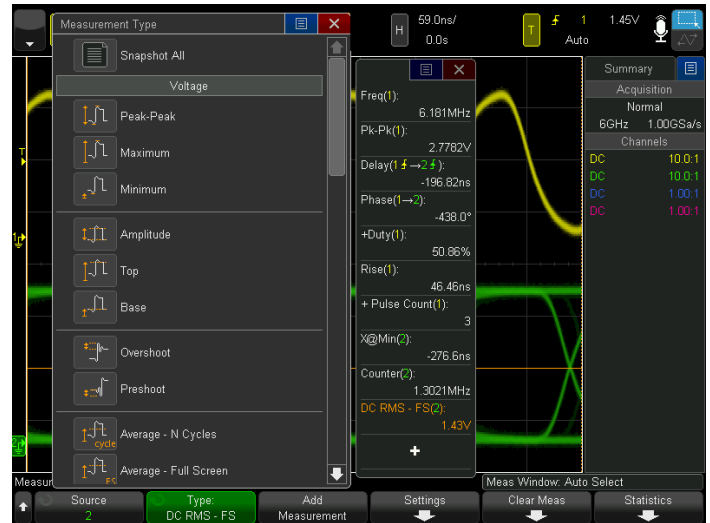 Measurement Type
H
59.0ns/
0.0s
T
1
1.45V
Auto
Snapshot All
Voltage
Peak-Peak
Maximum
Minimum
Amplitude
Top
Base
Overshoot
Preshoot
cycle
Average - N Cycles
FS
Average - Full Screen
Freq(1):
6.181MHz
Pk-Pk(1):
2.7782V
Delay(1→2):
-196.82ns
Phase(1→2):
-438.0°
+Duty(1):
50.86%
Rise(1):
46.46ns
+ Pulse Count(1):
3
X@Min(2):
-276.6ns
Counter(2):
1.3021MHz
DC RMS - FS(2):
1.43V
+
Summary
Acquisition
Normal
6GHz 1.00GSa/s
Channels
DC 10.0:1
DC 10.0:1
DC 1.00:1
DC 1.00:1
T
1
2
Measur
Meas Window: Auto Select
Source
2
Type:
DC RMS - FS
Add
Measurement
Settings
Clear Meas
Statistics